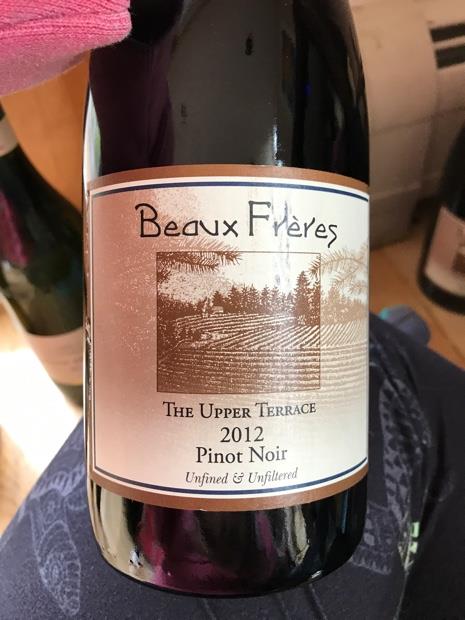 Beaux Frères
The Upper Terrace
2012
Pinot Noir
Unfined & Unfiltered